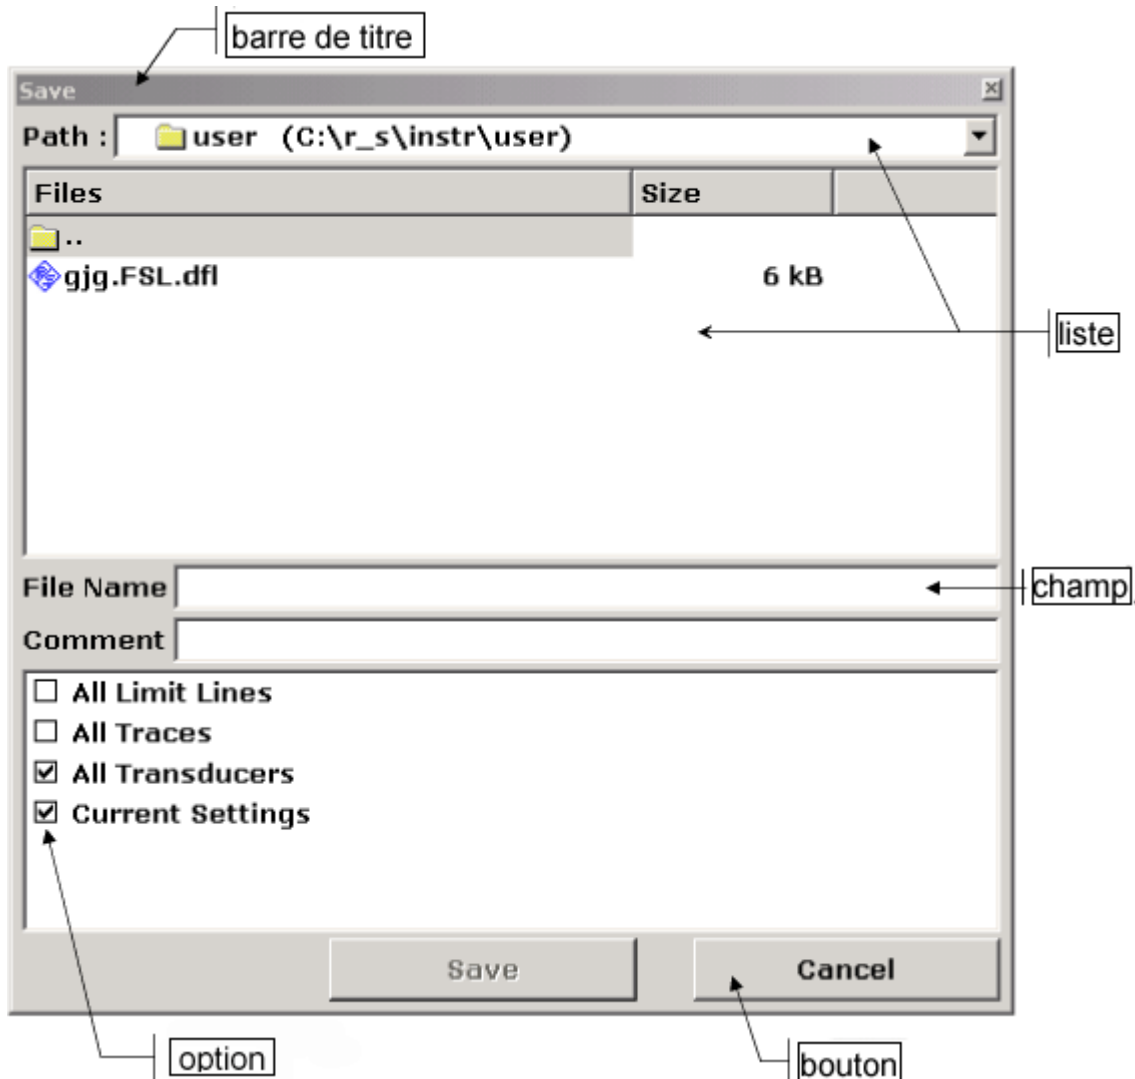 barre de titre
Save
Path : user (C:\r_s\instr\user)
Files Size
..
gjg.FSL.dfl 6 kB
liste
File Name
champ
Comment
All Limit Lines
All Traces
All Transducers
Current Settings
Save Cancel
option
bouton